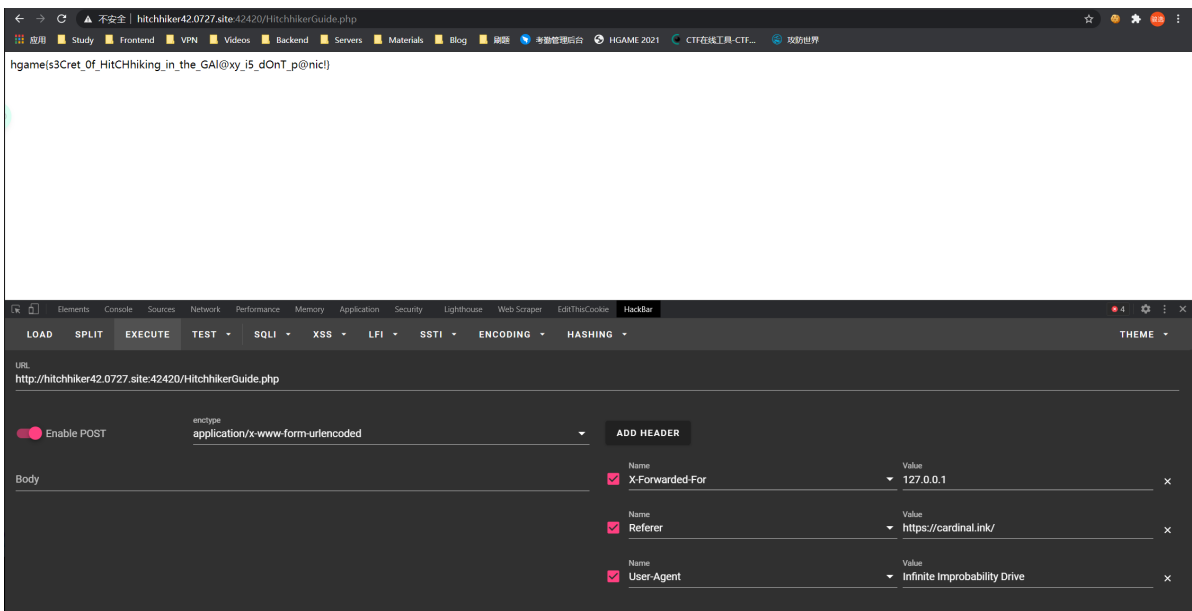 不安全 | hitchhiker42.0727.site:42420/HitchhikerGuide.php
应用 Study Frontend VPN Videos Backend Servers Materials Blog 刷题 考勤管理后台 HGAME 2021 CTF在线工具-CTF... 攻防世界
hgame{s3Cret_0f_HitCHhiking_in_the_GAl@xy_i5_dOnT_p@nic!}
Elements Console Sources Network Performance Memory Application Security Lighthouse Web Scraper EditThisCookie HackBar 4
LOAD SPLIT EXECUTE TEST SQLI XSS LFI SSTI ENCODING HASHING THEME
URL
http://hitchhiker42.0727.site:42420/HitchhikerGuide.php
Enable POST
enctype
application/x-www-form-urlencoded
ADD HEADER
Body
Name Value
X-Forwarded-For 127.0.0.1
Name Value
Referer https://cardinal.ink/
Name Value
User-Agent Infinite Improbability Drive